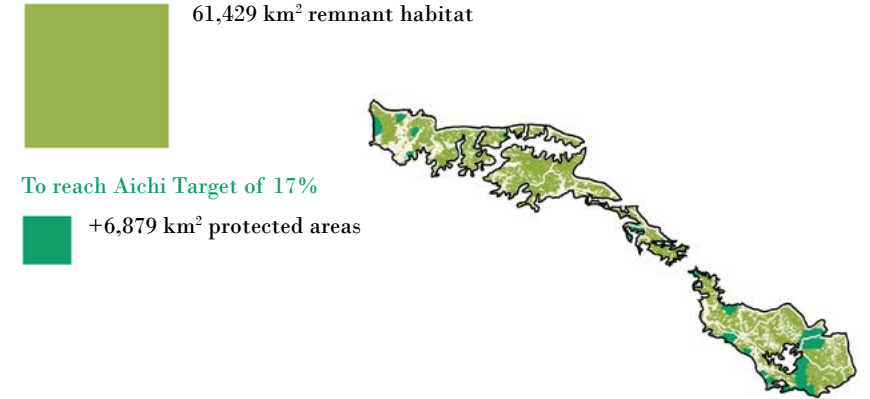 61,429 km² remnant habitat
To reach Aichi Target of 17%
+6,879 km² protected areas